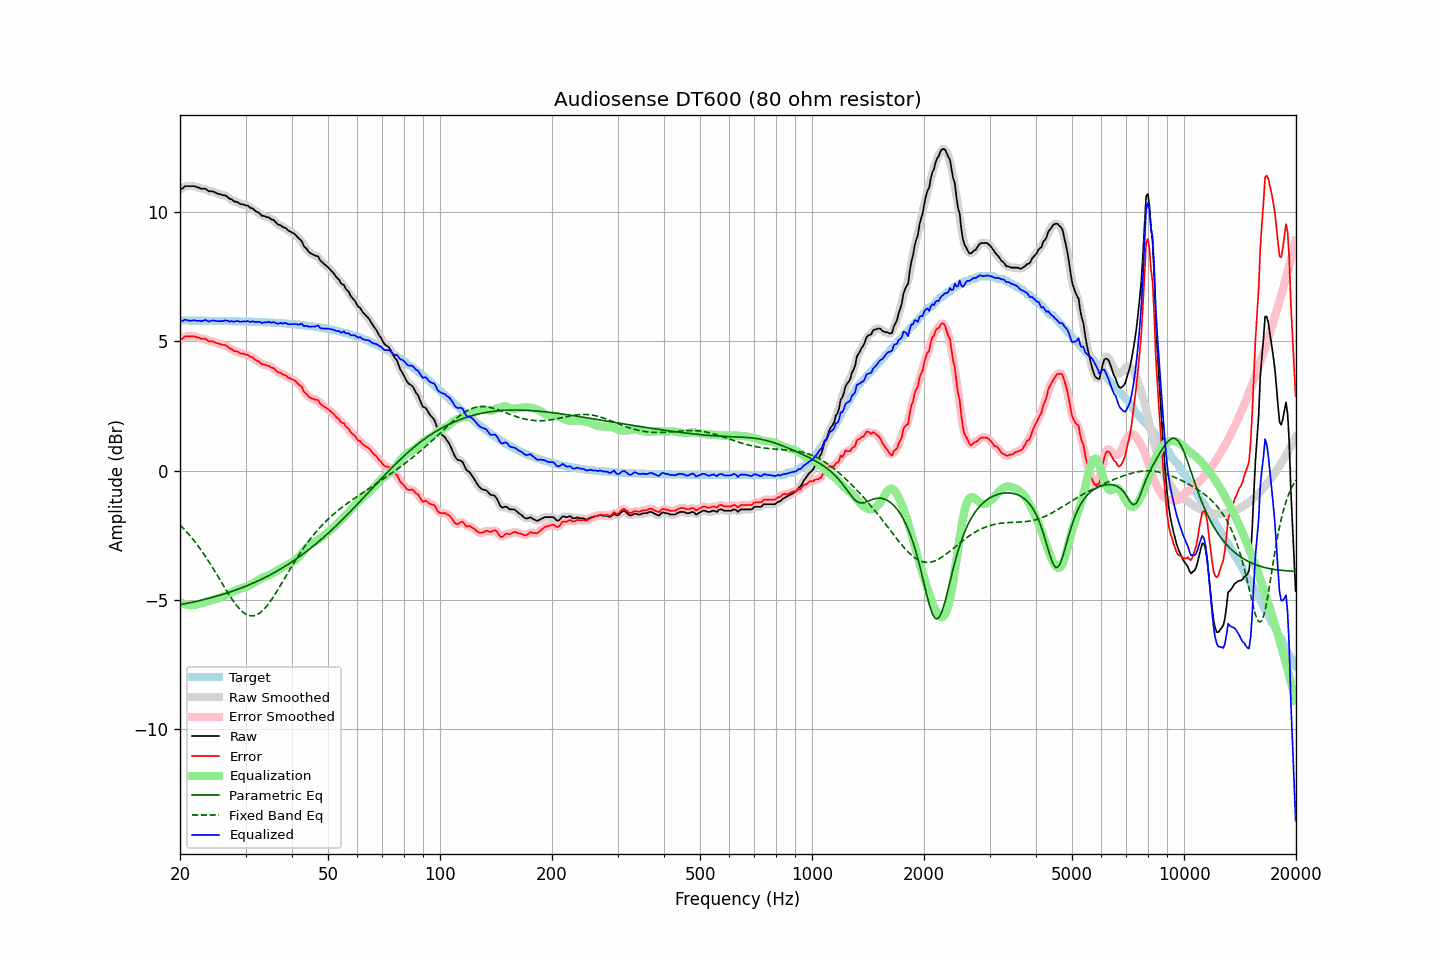 Audiosense DT600 (80 ohm resistor)
Amplitude (dBr)
10
5
0
−5
−10
Target
Raw Smoothed
Error Smoothed
Raw
Error
Equalization
Parametric Eq
Fixed Band Eq
Equalized
20 50 100 200 500 1000 2000 5000 10000 20000
Frequency (Hz)